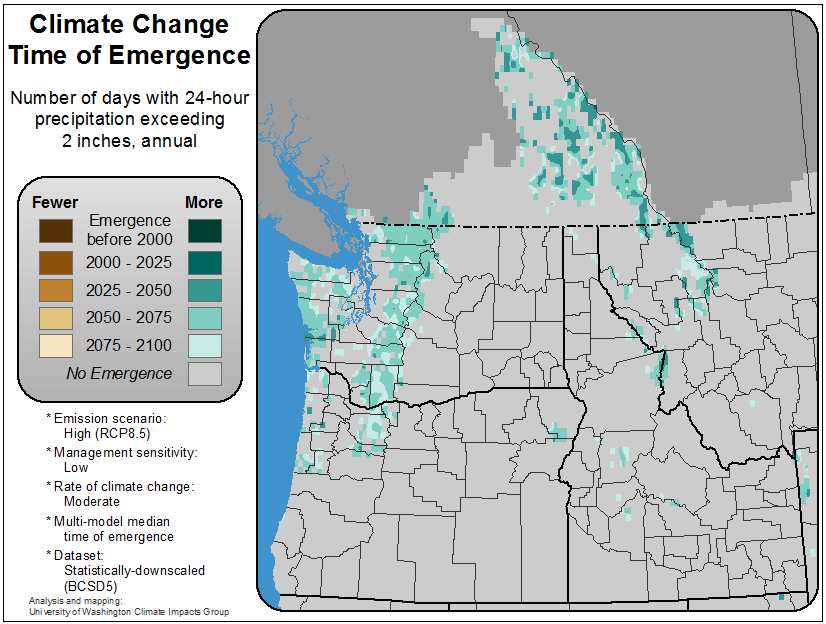 Climate Change
Time of Emergence
Number of days with 24-hour
precipitation exceeding
2 inches, annual
Fewer More
Emergence
before 2000
2000 - 2025
2025 - 2050
2050 - 2075
2075 - 2100
No Emergence
* Emission scenario:
High (RCP8.5)
* Management sensitivity:
Low
* Rate of climate change:
Moderate
* Multi-model median
time of emergence
* Dataset:
Statistically-downscaled
(BCSD5)
Analysis and mapping:
University of Washington Climate Impacts Group